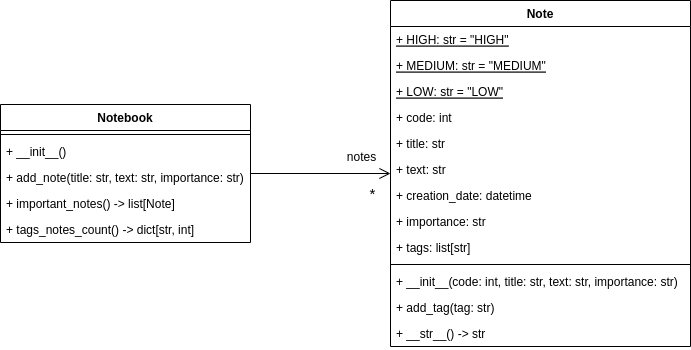 Notebook
+ __init__()
+ add_note(title: str, text: str, importance: str)
+ important_notes() -> list[Note]
+ tags_notes_count() -> dict[str, int]
notes
*
Note
+ HIGH: str = "HIGH"
+ MEDIUM: str = "MEDIUM"
+ LOW: str = "LOW"
+ code: int
+ title: str
+ text: str
+ creation_date: datetime
+ importance: str
+ tags: list[str]
+ __init__(code: int, title: str, text: str, importance: str)
+ add_tag(tag: str)
+ __str__() -> str